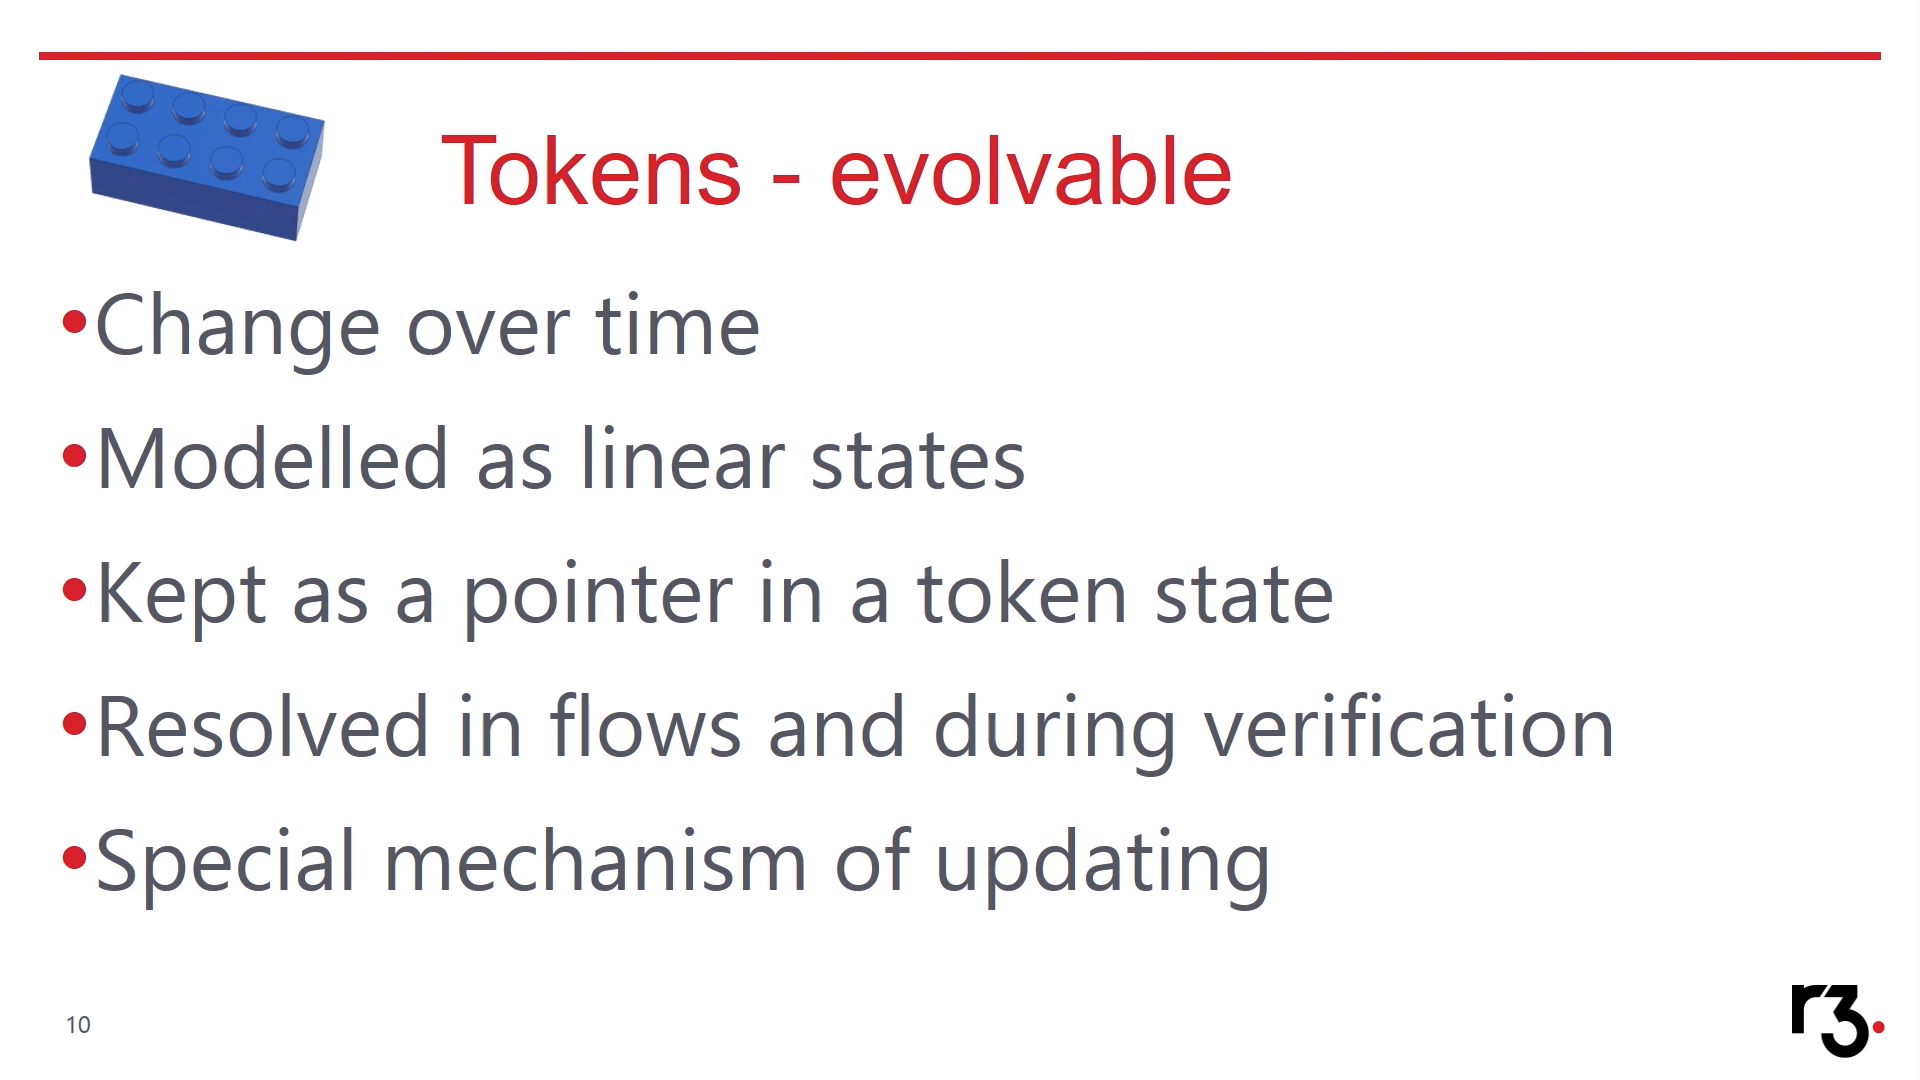 Tokens - evolvable
•Change over time
•Modelled as linear states
•Kept as a pointer in a token state
•Resolved in flows and during verification
•Special mechanism of updating
10
r3.